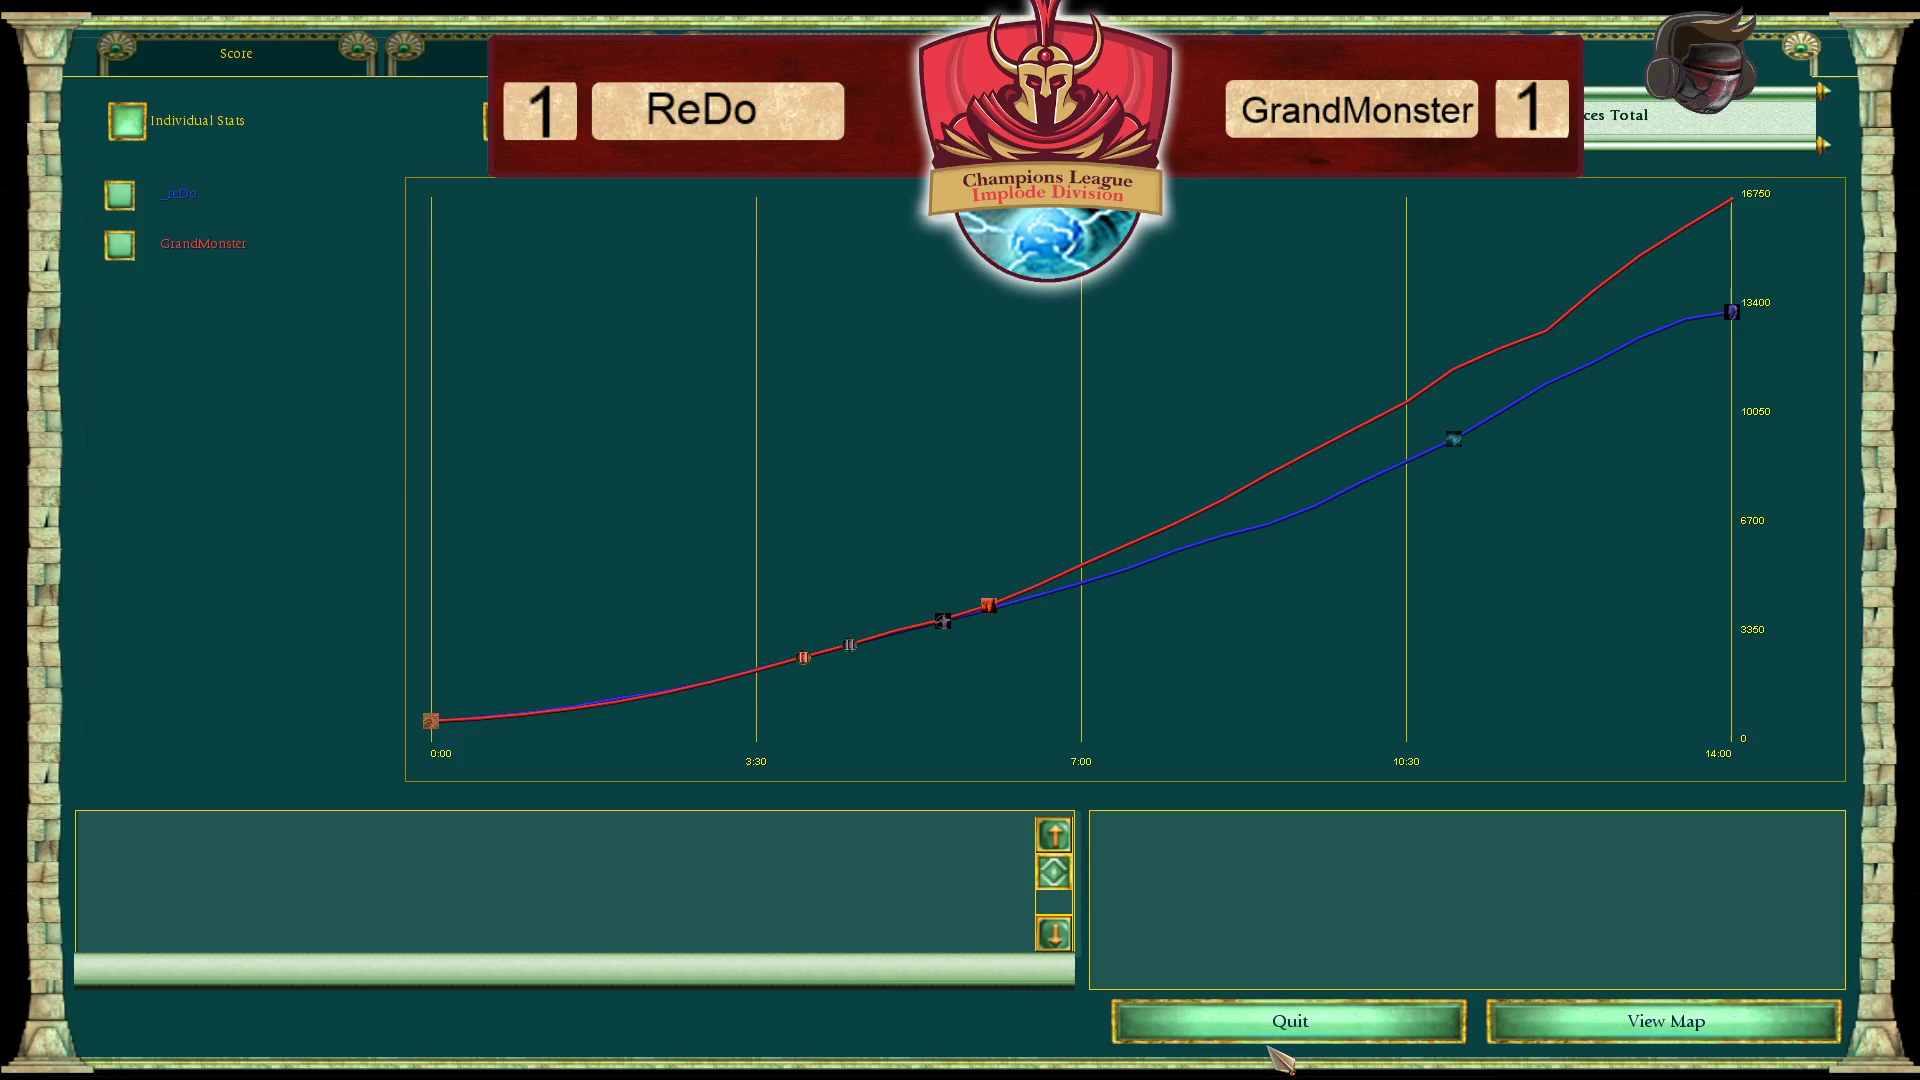 Score
1
ReDo
GrandMonster
1
Champions League
Implode Division
Individual Stats
ces Total
_reDo
GrandMonster
16750
13400
10050
6700
3350
0
0:00
3:30
7:00
10:30
14:00
Quit
View Map